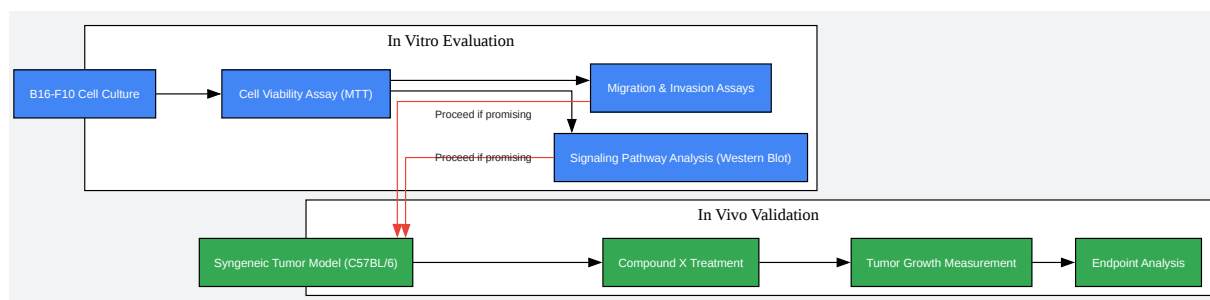 In Vitro Evaluation
B16-F10 Cell Culture
Cell Viability Assay (MTT)
Migration & Invasion Assays
Proceed if promising
Proceed if promising
Signaling Pathway Analysis (Western Blot)
In Vivo Validation
Syngeneic Tumor Model (C57BL/6)
Compound X Treatment
Tumor Growth Measurement
Endpoint Analysis